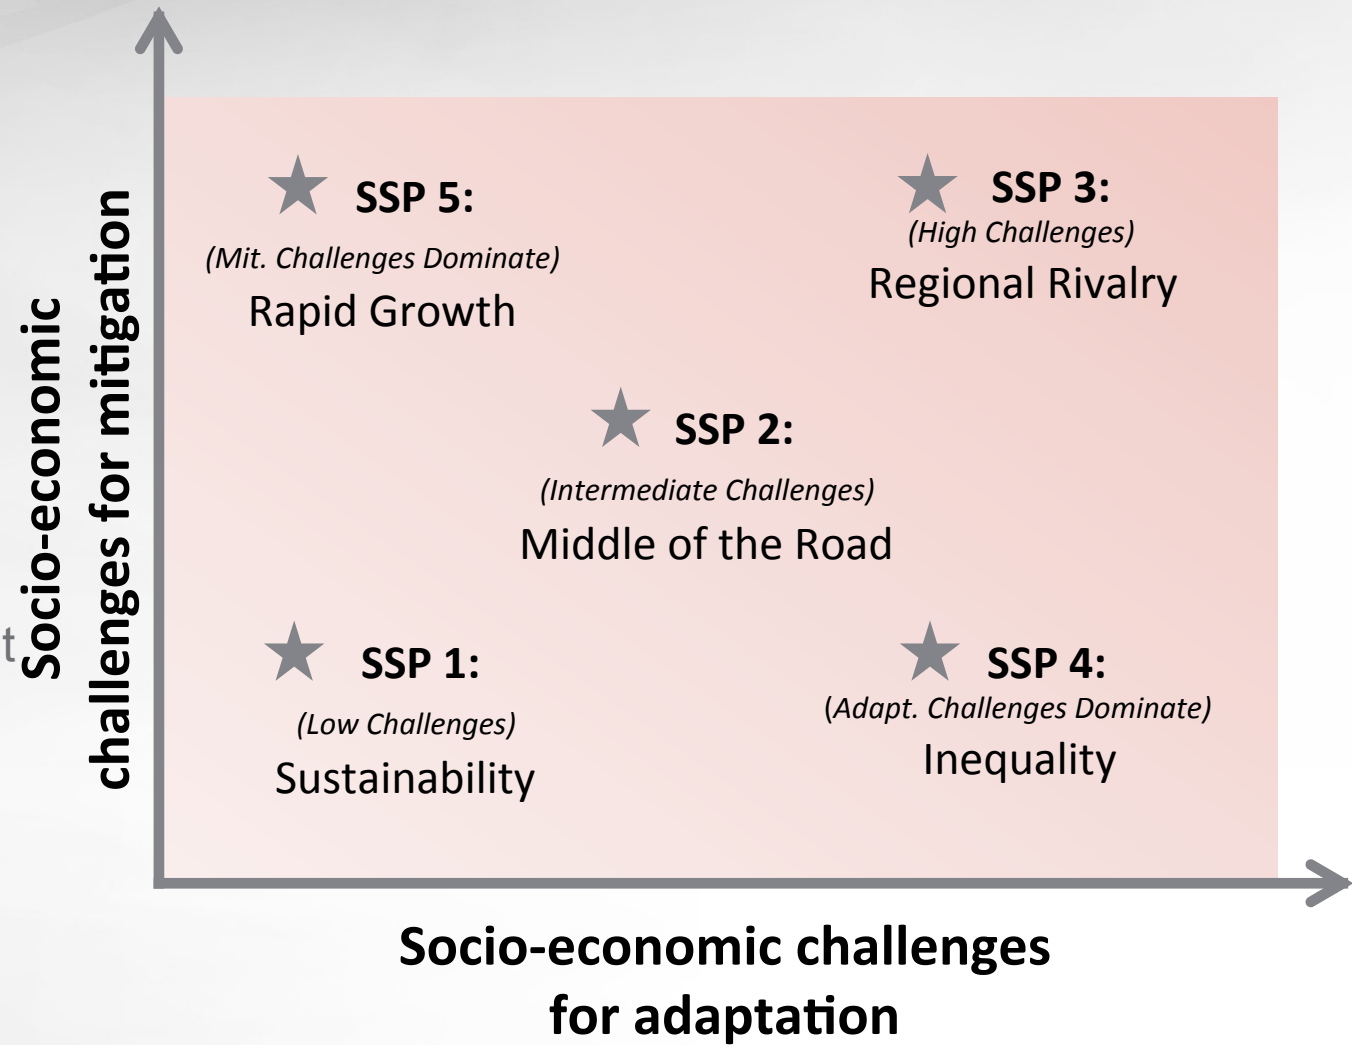 Socio-economic
challenges for mitigation
t
SSP 5:
(Mit. Challenges Dominate)
Rapid Growth
SSP 3:
(High Challenges)
Regional Rivalry
SSP 2:
(Intermediate Challenges)
Middle of the Road
SSP 1:
(Low Challenges)
Sustainability
SSP 4:
(Adapt. Challenges Dominate)
Inequality
Socio-economic challenges
for adaptation